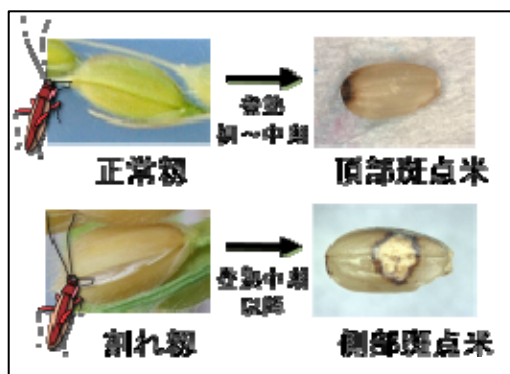 登熟
初~中期
正常籾
頂部斑点米
登熟中期
以降
割れ籾
側部斑点米